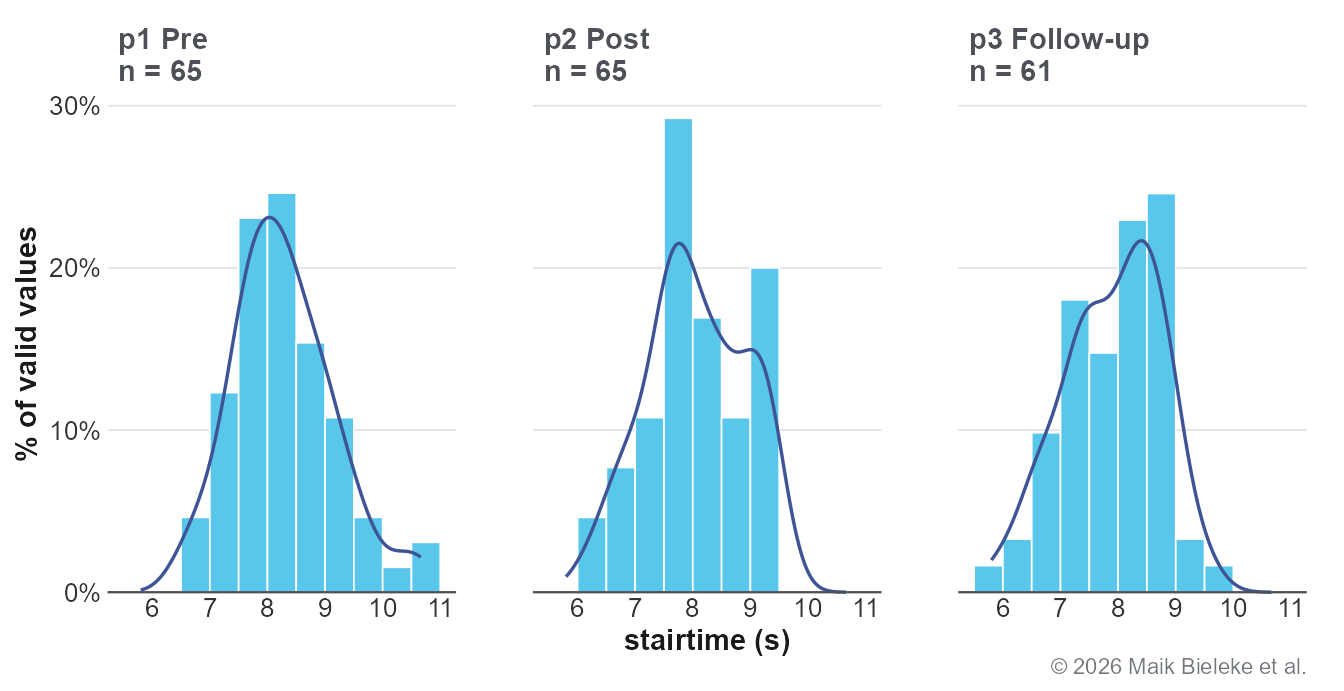 p1 Pre
n = 65
p2 Post
n = 65
p3 Follow-up
n = 61
% of valid values
30%
20%
10%
0%
6 7 8 9 10 11
6 7 8 9 10 11
6 7 8 9 10 11
stairtime (s)
© 2026 Maik Bieleke et al.